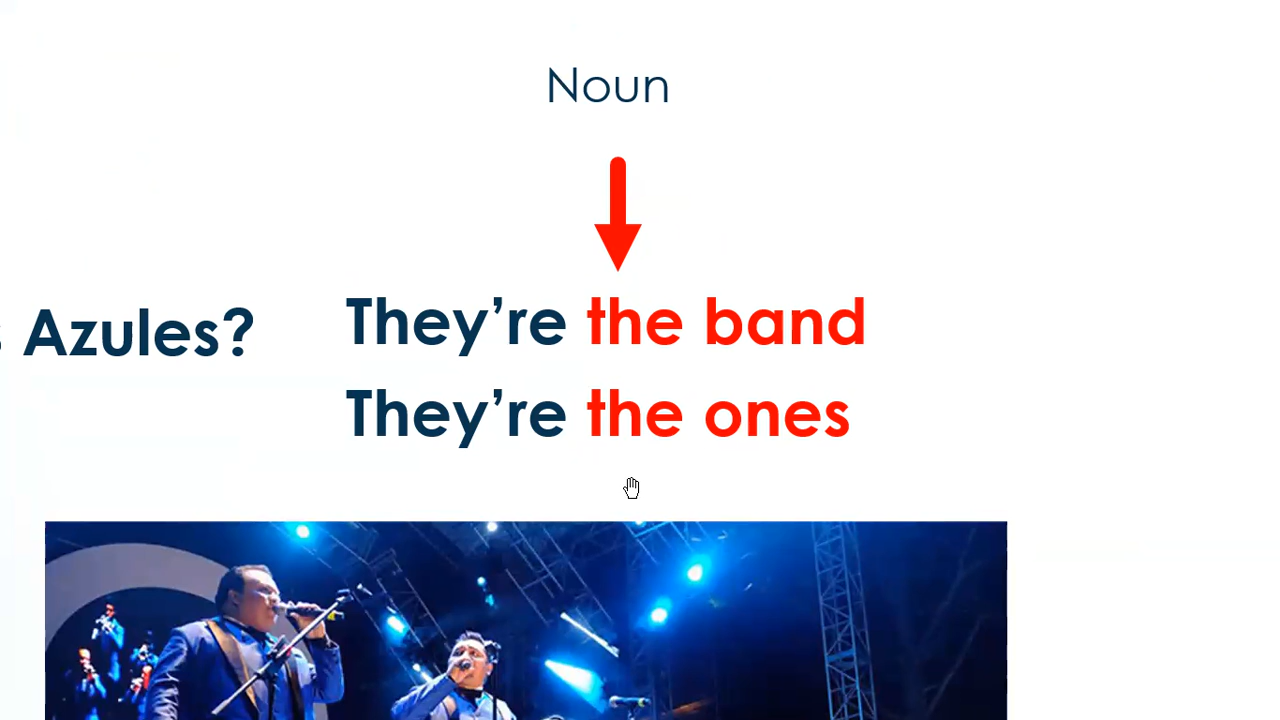 Noun
Azules?
They’re the band
They’re the ones